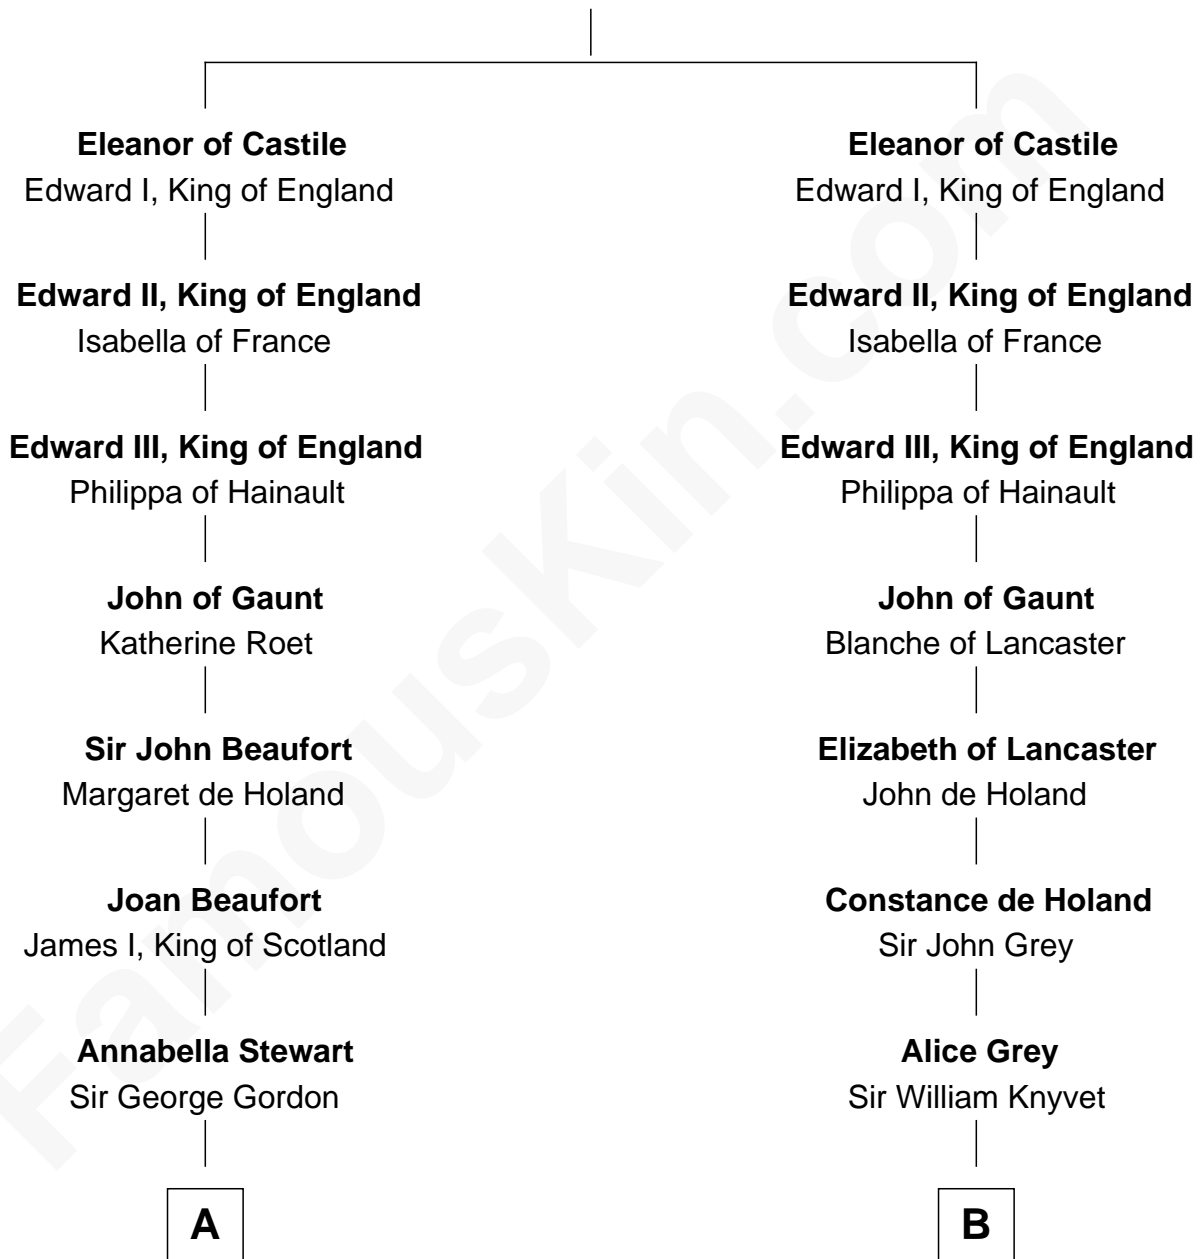 Eleanor of Castile
Edward I, King of England
Edward II, King of England
Isabella of France
Edward III, King of England
Philippa of Hainault
John of Gaunt
Katherine Roet
Sir John Beaufort
Margaret de Holand
Joan Beaufort
James I, King of Scotland
Annabella Stewart
Sir George Gordon
A
Eleanor of Castile
Edward I, King of England
Edward II, King of England
Isabella of France
Edward III, King of England
Philippa of Hainault
John of Gaunt
Blanche of Lancaster
Elizabeth of Lancaster
John de Holand
Constance de Holand
Sir John Grey
Alice Grey
Sir William Knyvet
B
FamousKin.com